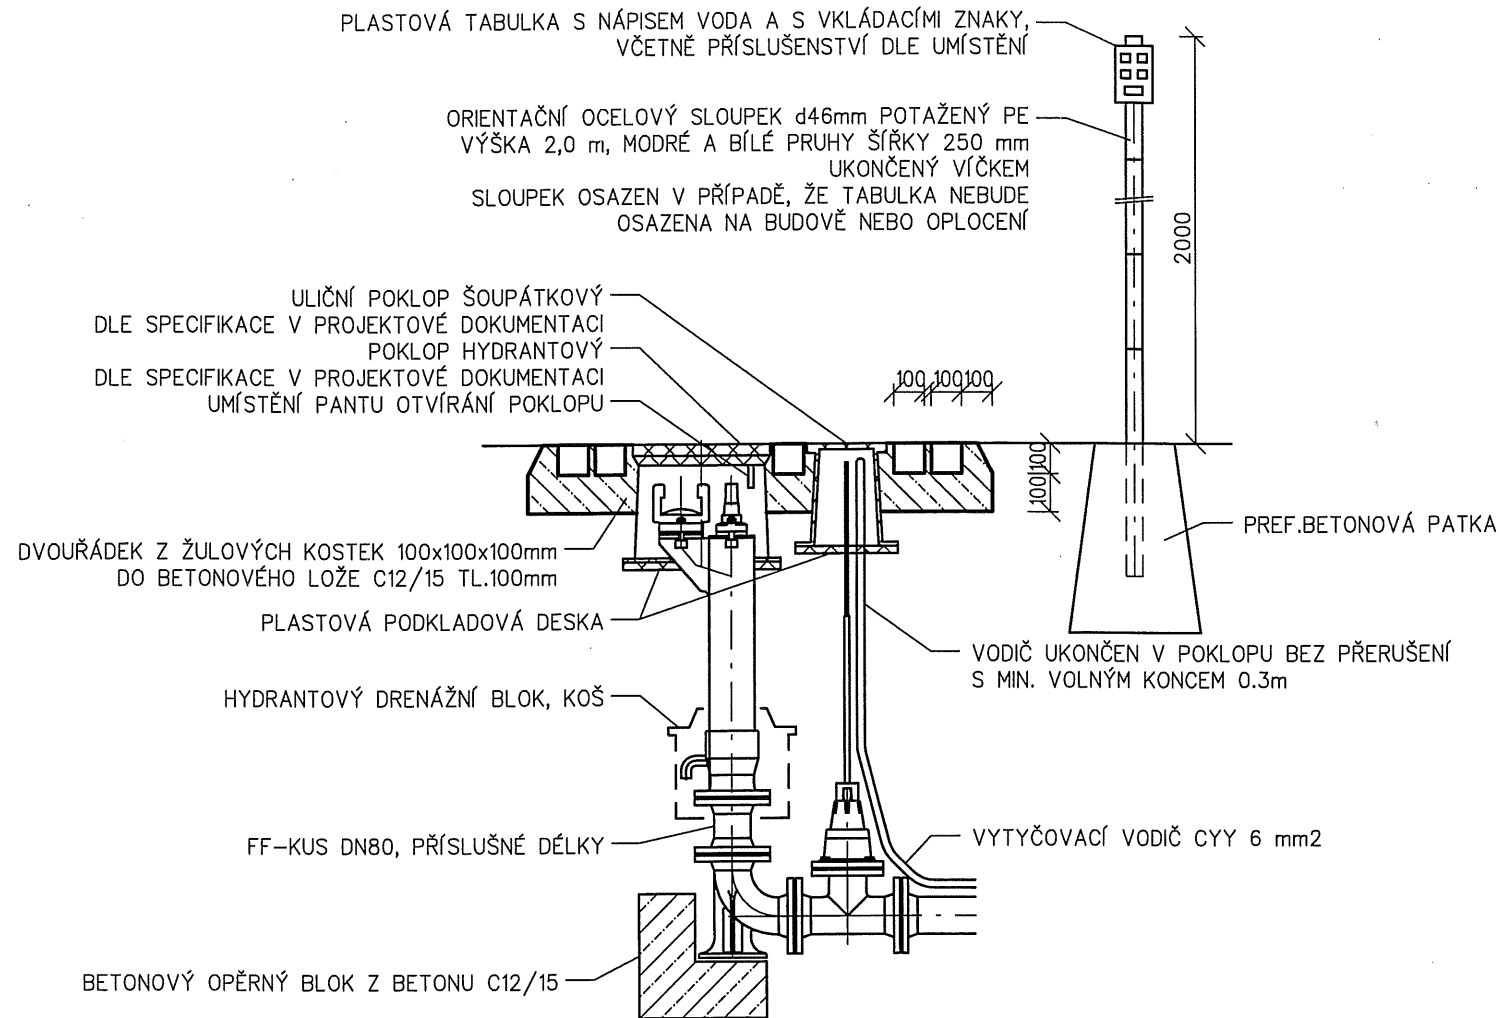 PLASTOVÁ TABULKA S NÁPISEM VODA A S VKLÁDACÍMI ZNAKY,
VČETNĚ PŘÍSLUŠENSTVÍ DLE UMÍSTĚNÍ
ORIENTAČNÍ OCELOVÝ SLOUPEK d46mm POTAŽENÝ PE
VÝŠKA 2,0 m, MODRÉ A BÍLÉ PRUHY ŠÍŘKY 250 mm
UKONČENÝ VÍČKEM
SLOUPEK OSAZEN V PŘÍPADĚ, ŽE TABULKA NEBUDE
OSAZENA NA BUDOVĚ NEBO OPLOCENÍ
2000
ULIČNÍ POKLOP ŠOUPÁTKOVÝ
DLE SPECIFIKACE V PROJEKTOVÉ DOKUMENTACI
POKLOP HYDRANTOVÝ
DLE SPECIFIKACE V PROJEKTOVÉ DOKUMENTACI
UMÍSTĚNÍ PANTU OTVÍRÁNÍ POKLOPU
100 100 100
100
100
PREF.BETONOVÁ PATKA
DVOUŘÁDEK Z ŽULOVÝCH KOSTEK 100x100x100mm
DO BETONOVÉHO LOŽE C12/15 TL.100mm
PLASTOVÁ PODKLADOVÁ DESKA
VODIČ UKONČEN V POKLOPU BEZ PŘERUŠENÍ
S MIN. VOLNÝM KONCEM 0.3m
HYDRANTOVÝ DRENÁŽNÍ BLOK, KOŠ
FF-KUS DN80, PŘÍSLUŠNÉ DÉLKY
VYTYČOVACÍ VODIČ CYY 6 mm2
BETONOVÝ OPĚRNÝ BLOK Z BETONU C12/15